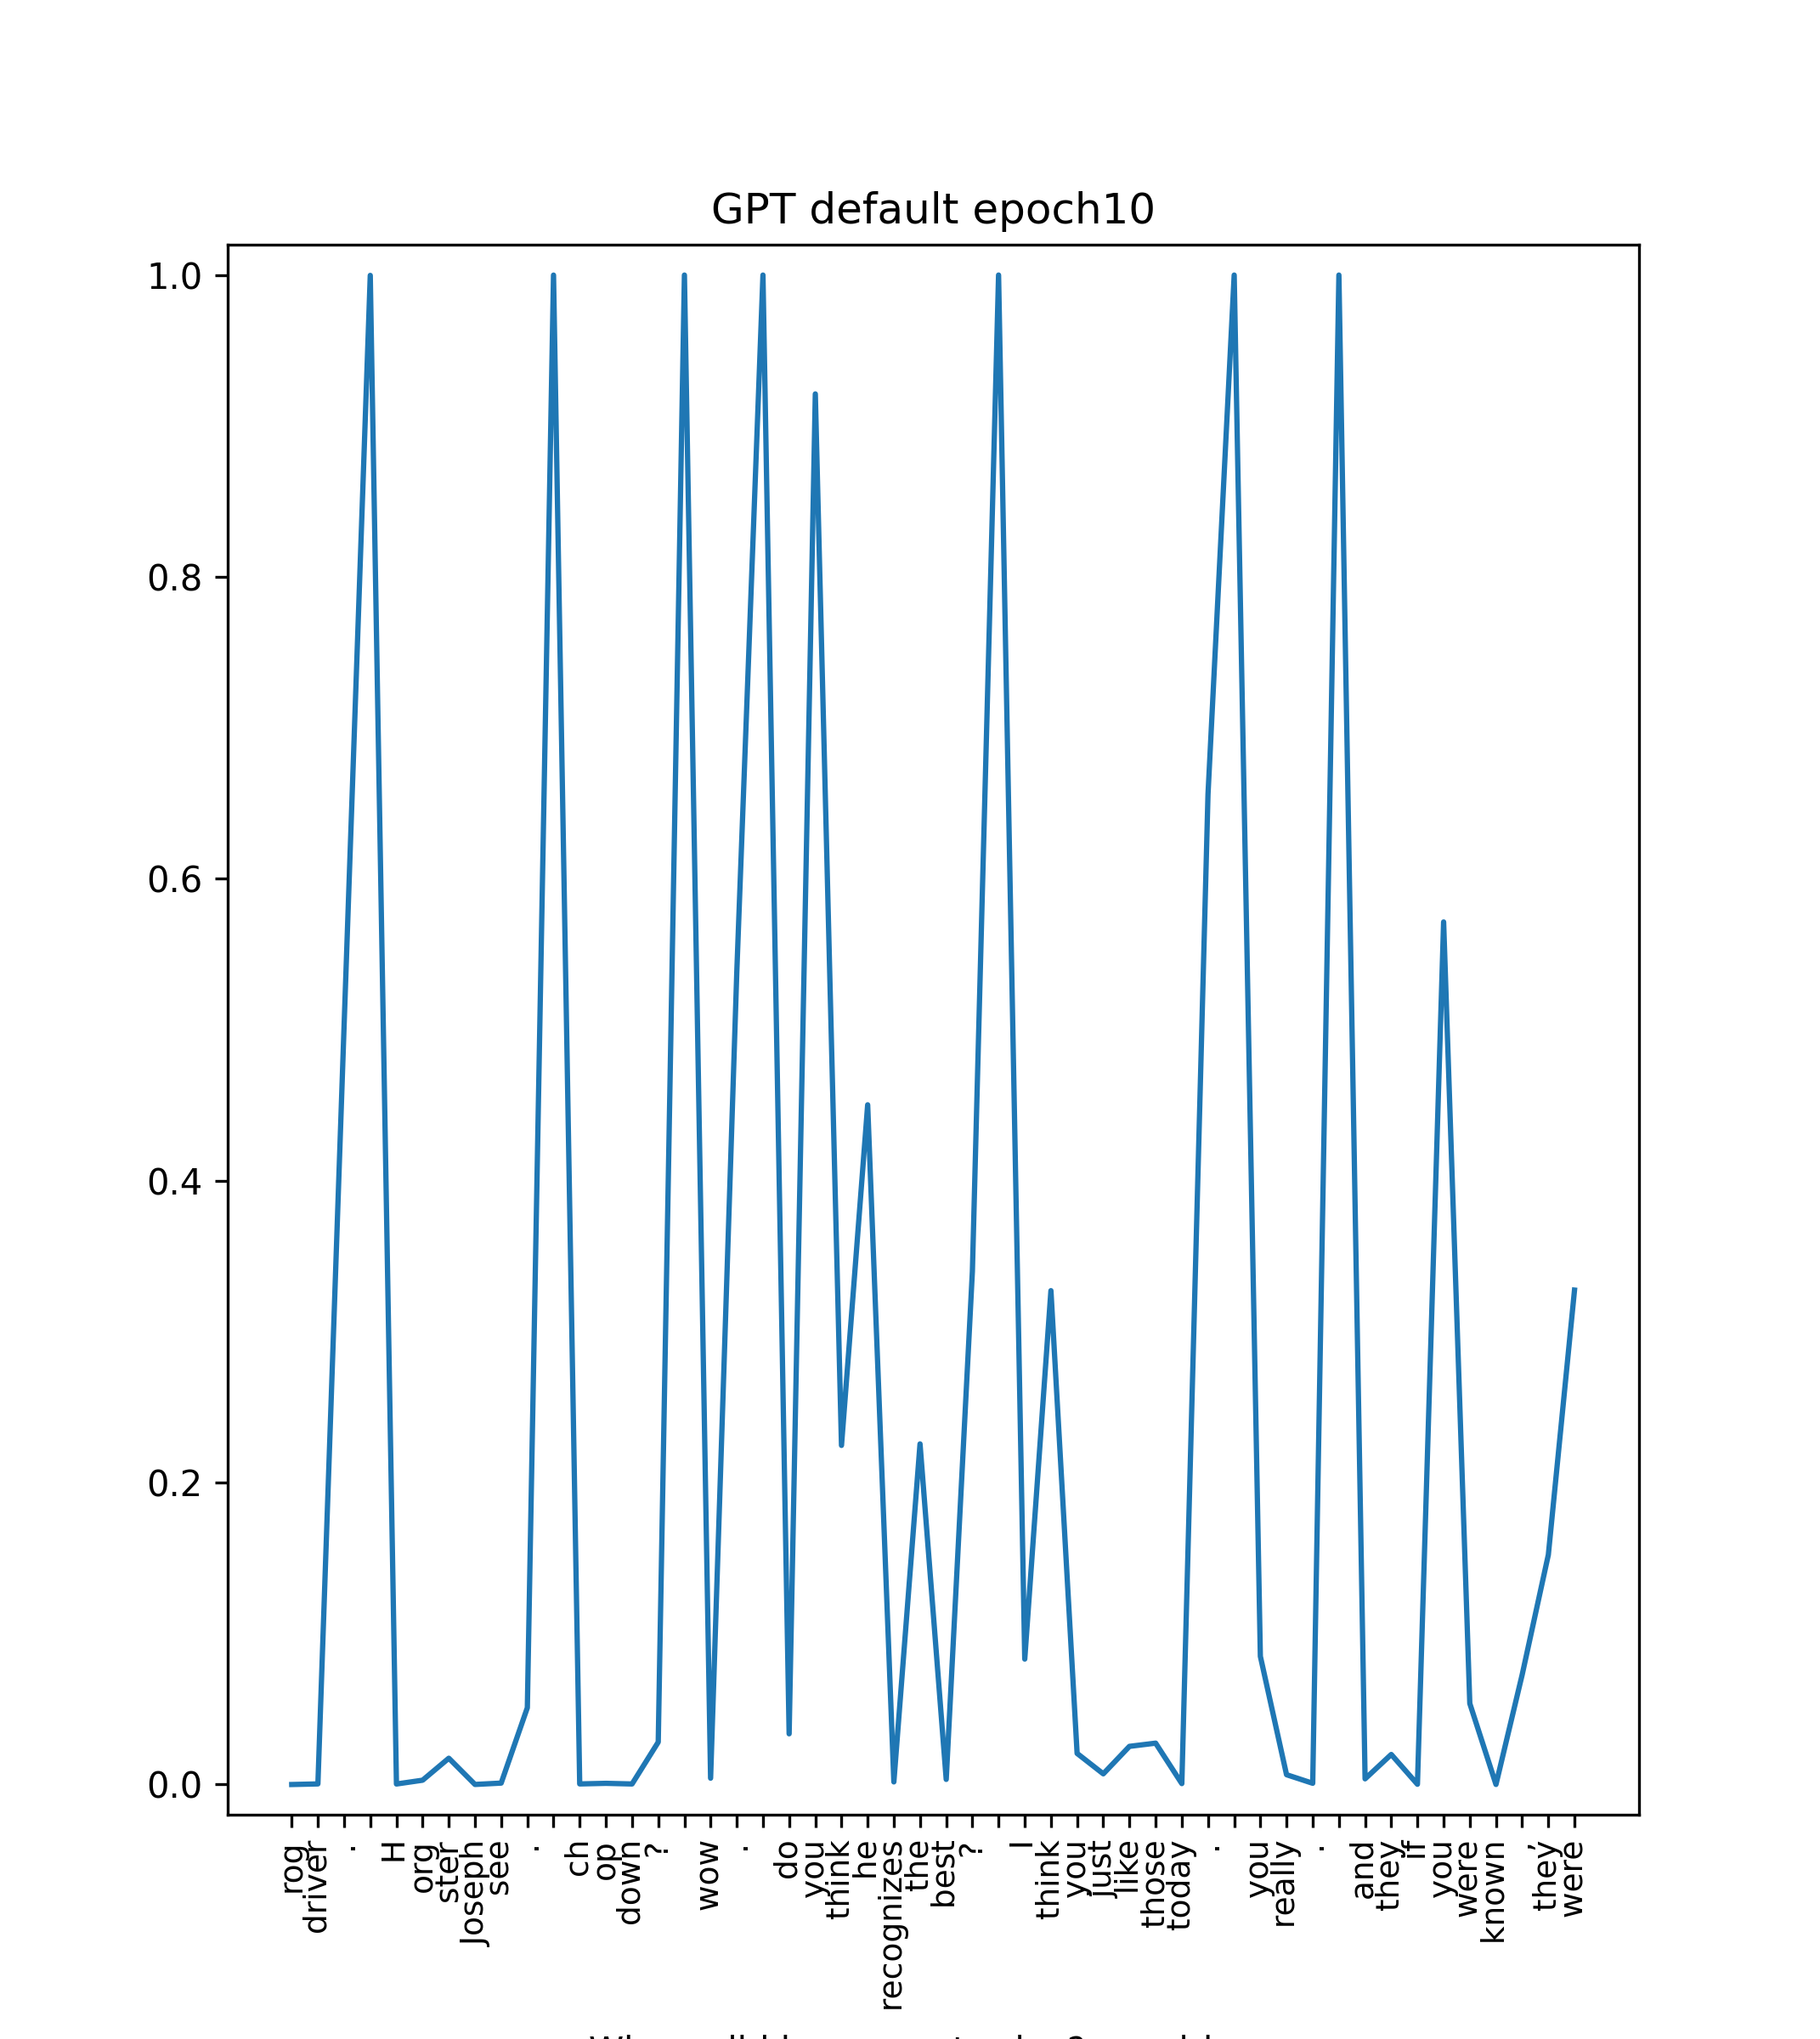 GPT default epoch10
1.0
0.8
0.6
0.4
0.2
0.0
rog
driver
.
H
org
ster
Joseph
see
.
ch
op
down
?
wow
.
do
you
think
he
recognizes
the
best
?
I
think
you
just
like
those
today
.
you
really
.
and
they
If
you
were
known
they’
were